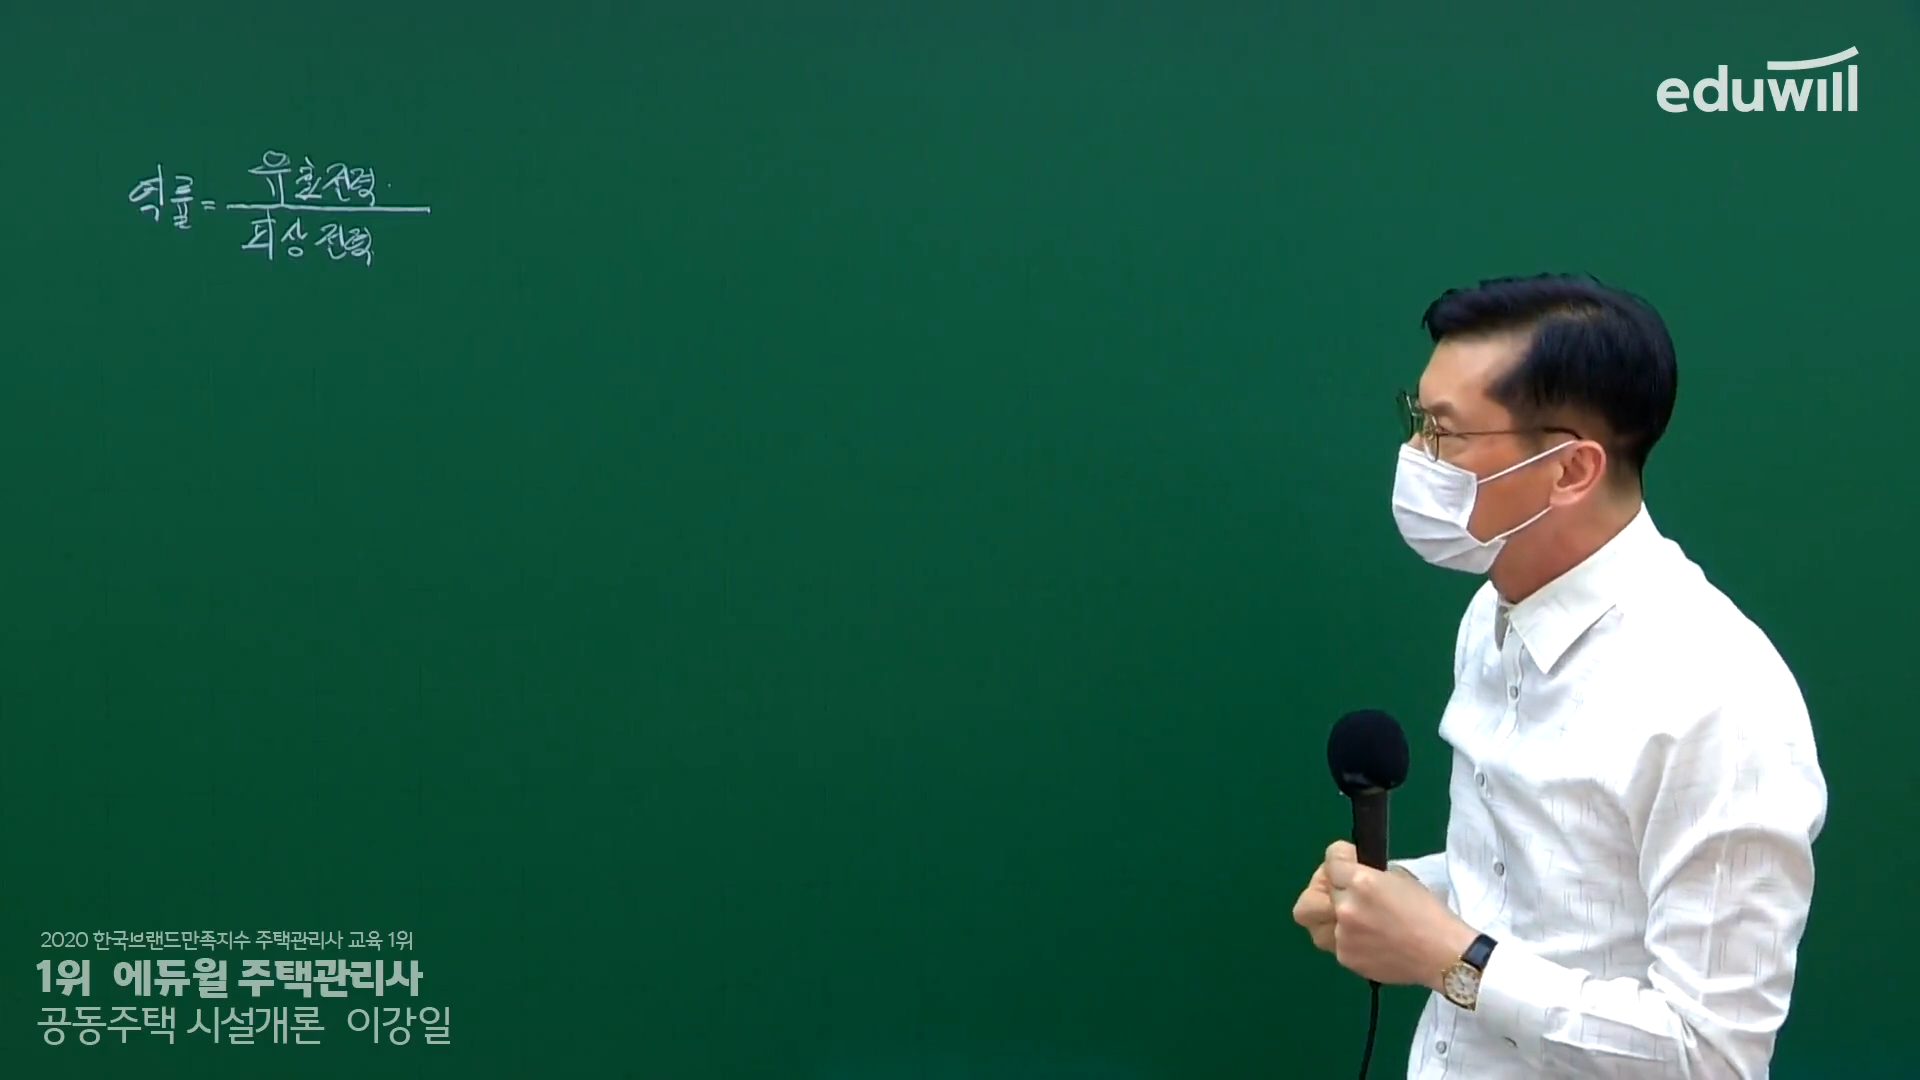 eduwill
역률 = 유효전력
피상전력
2020 한국브랜드만족지수 주택관리사 교육 1위
1위 에듀윌 주택관리사
공동주택 시설개론 이강일